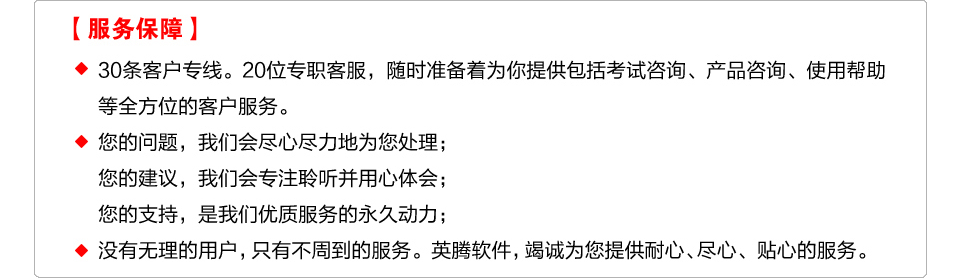 【服务保障】
◆ 30条客户专线。20位专职客服，随时准备着为你提供包括考试咨询、产品咨询、使用帮助
等全方位的客户服务。
◆ 您的问题，我们会尽心尽力地为您处理；
您的建议，我们会专注聆听并用心体会；
您的支持，是我们优质服务的永久动力；
◆ 没有无理的用户，只有不周到的服务。英腾软件，竭诚为您提供耐心、尽心、贴心的服务。